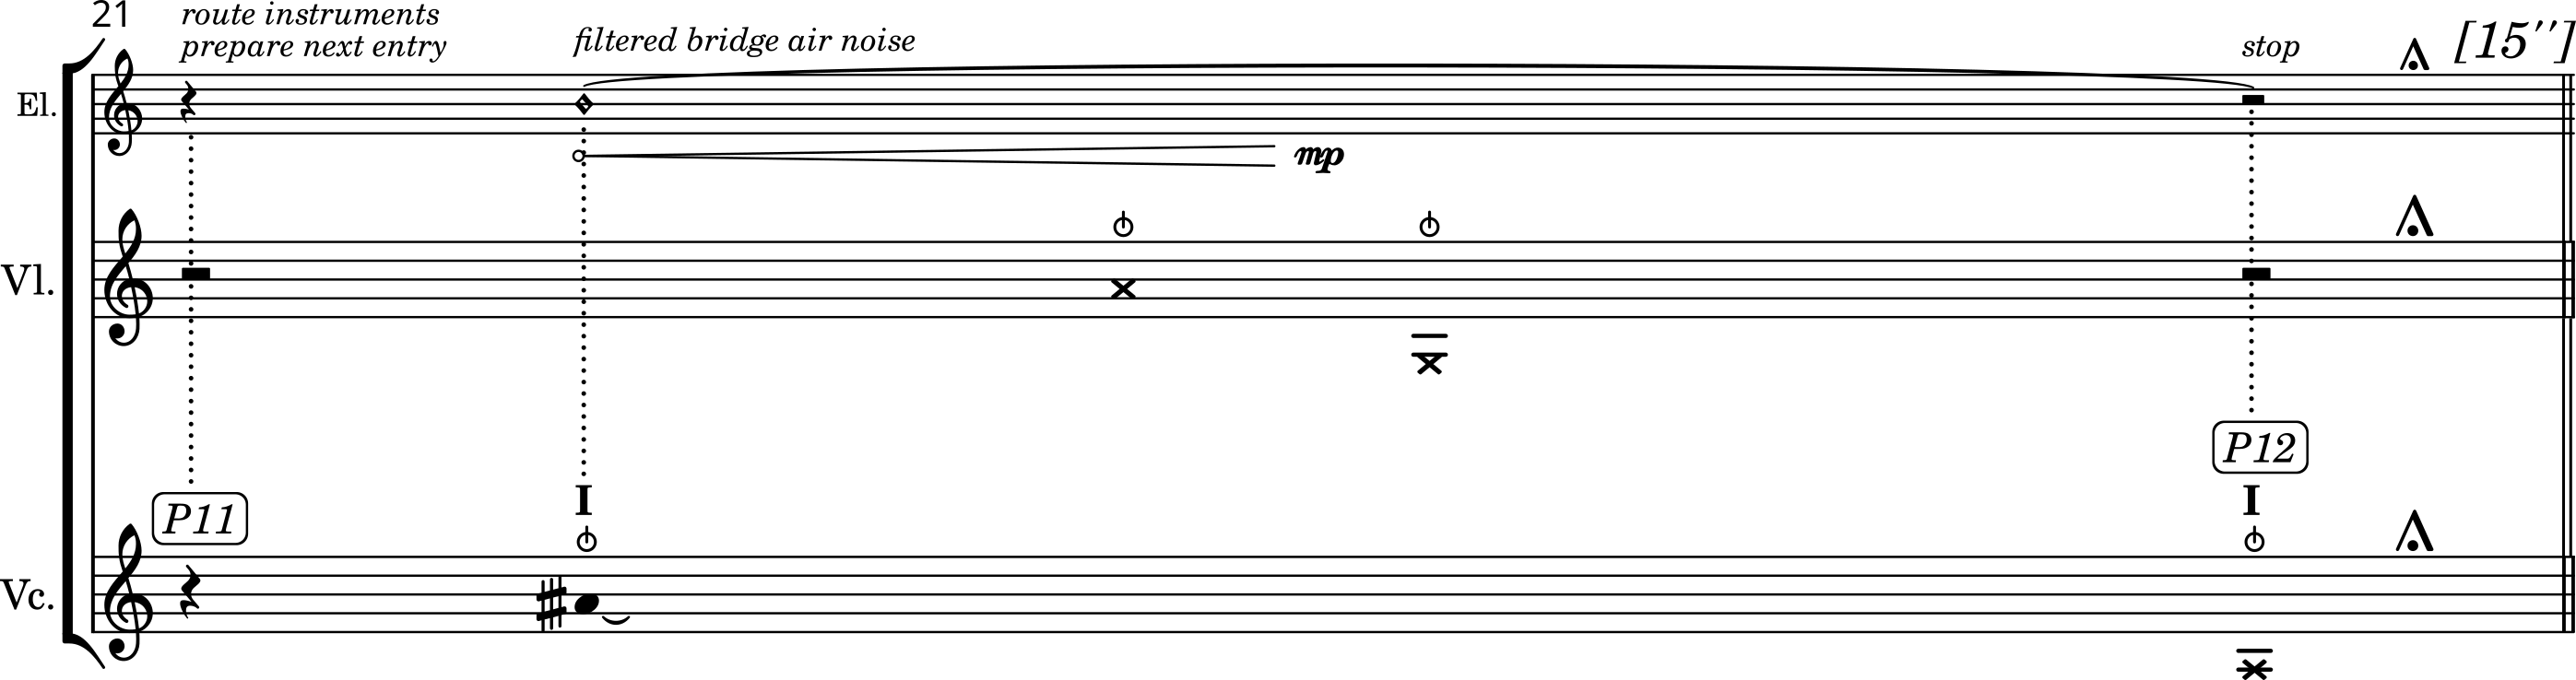 21
route instruments
prepare next entry
filtered bridge air noise
stop
[15'']
El.
mp
Vl.
P12
P11
I
I
Vc.